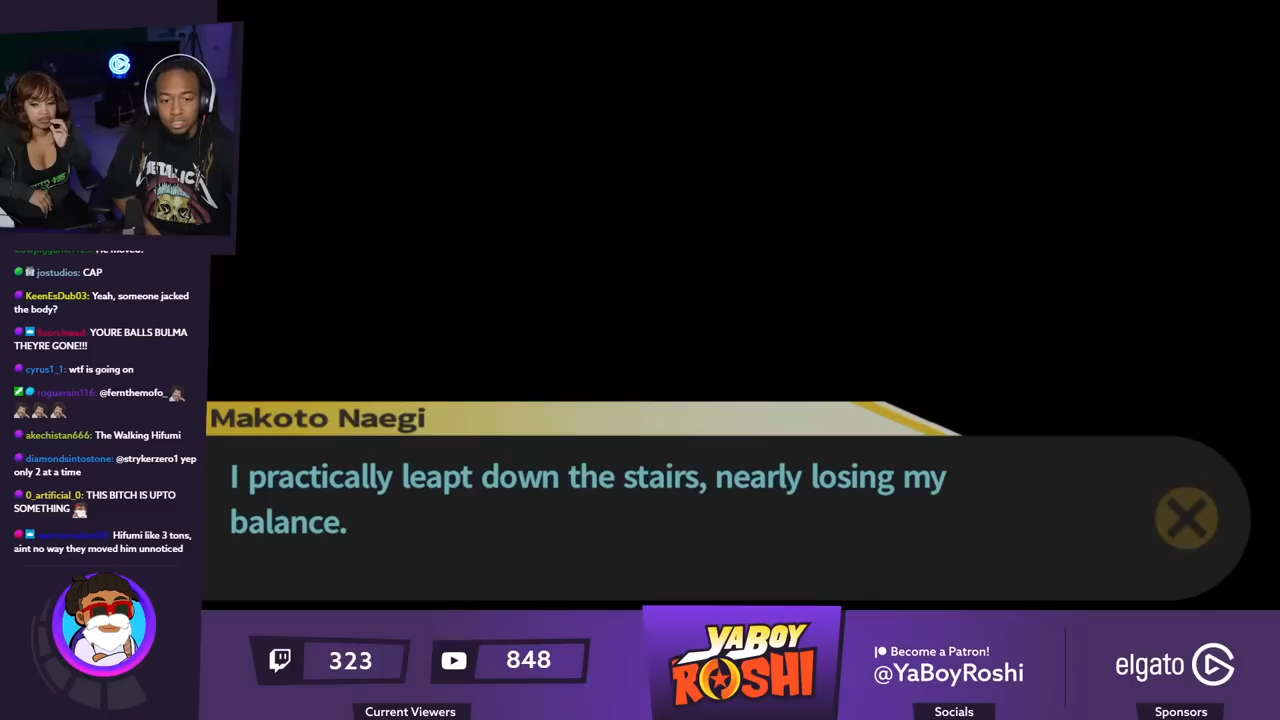 METALLIC
jostudios: CAP
KeenEsDub03: Yeah, someone jacked
the body?
YOURE BALLS BULMA
THEYRE GONE!!!
cyrus1_1: wtf is going on
roguerain116: @fernthemofo_
akechistan666: The Walking Hifumi
diamondsintostone: @strykerzero1 yep
only 2 at a time
0_artificial_0: THIS BITCH IS UPTO
SOMETHING
Hifumi like 3 tons,
aint no way they moved him unnoticed
Makoto Naegi
I practically leapt down the stairs, nearly losing my
balance.
323
848
Current Viewers
YABOY
ROSHI
Become a Patron!
@YaBoyRoshi
Socials
elgato
Sponsors